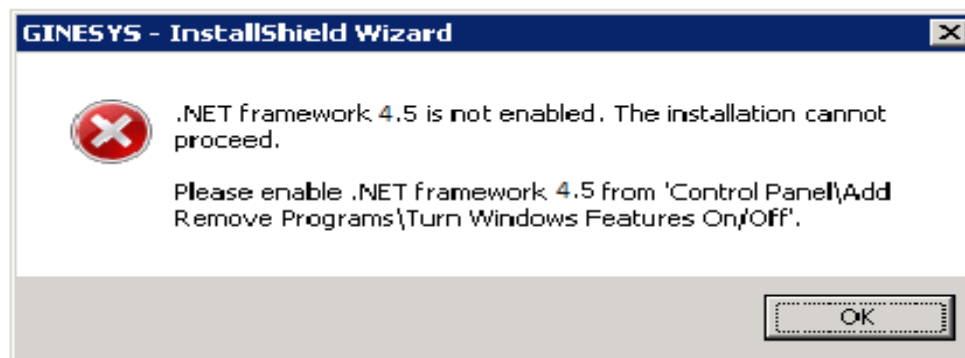 GINESYS - InstallShield Wizard
.NET framework 4.5 is not enabled. The installation cannot
proceed.
Please enable .NET framework 4.5 from 'Control Panel\Add
Remove Programs\Turn Windows Features On/Off'.
OK